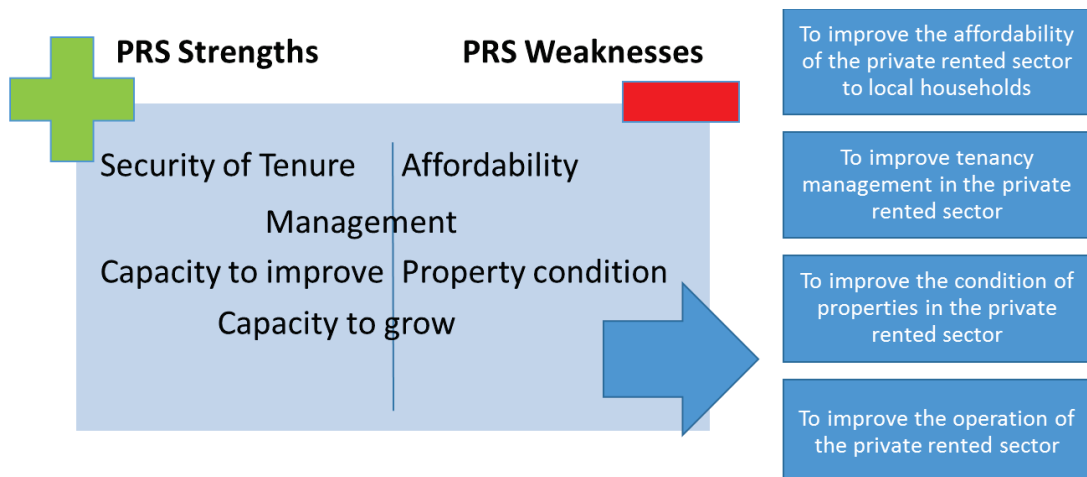 PRS Strengths
PRS Weaknesses
Security of Tenure
Affordability
Management
Capacity to improve
Property condition
Capacity to grow
To improve the affordability
of the private rented sector
to local households
To improve tenancy
management in the private
rented sector
To improve the condition of
properties in the private
rented sector
To improve the operation of
the private rented sector